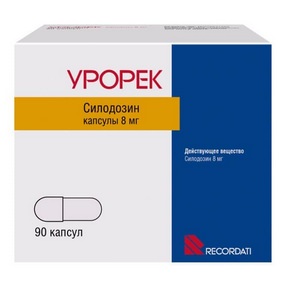 УРОРЕК
Силодозин
капсулы 8 мг
Действующее вещество
Силодозин 8 мг
90 капсул
RECORDATI